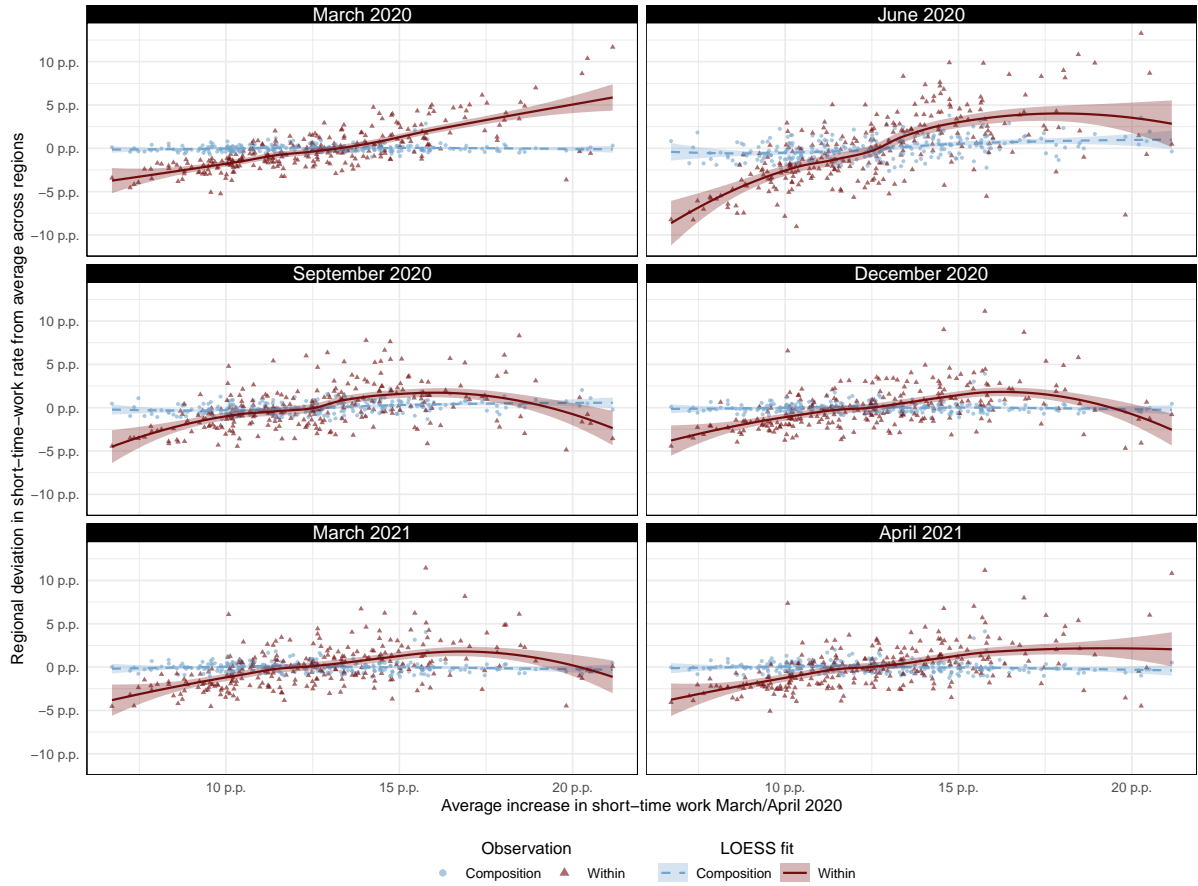 March 2020
June 2020
10 p.p.
5 p.p.
0 p.p.
−5 p.p.
−10 p.p.
September 2020
December 2020
10 p.p.
5 p.p.
0 p.p.
−5 p.p.
−10 p.p.
March 2021
April 2021
10 p.p.
5 p.p.
0 p.p.
−5 p.p.
−10 p.p.
10 p.p.
15 p.p.
20 p.p.
10 p.p.
15 p.p.
20 p.p.
Regional deviation in short−time−work rate from average across regions
Average increase in short−time work March/April 2020
Observation
Composition
Within
LOESS fit
Composition
Within